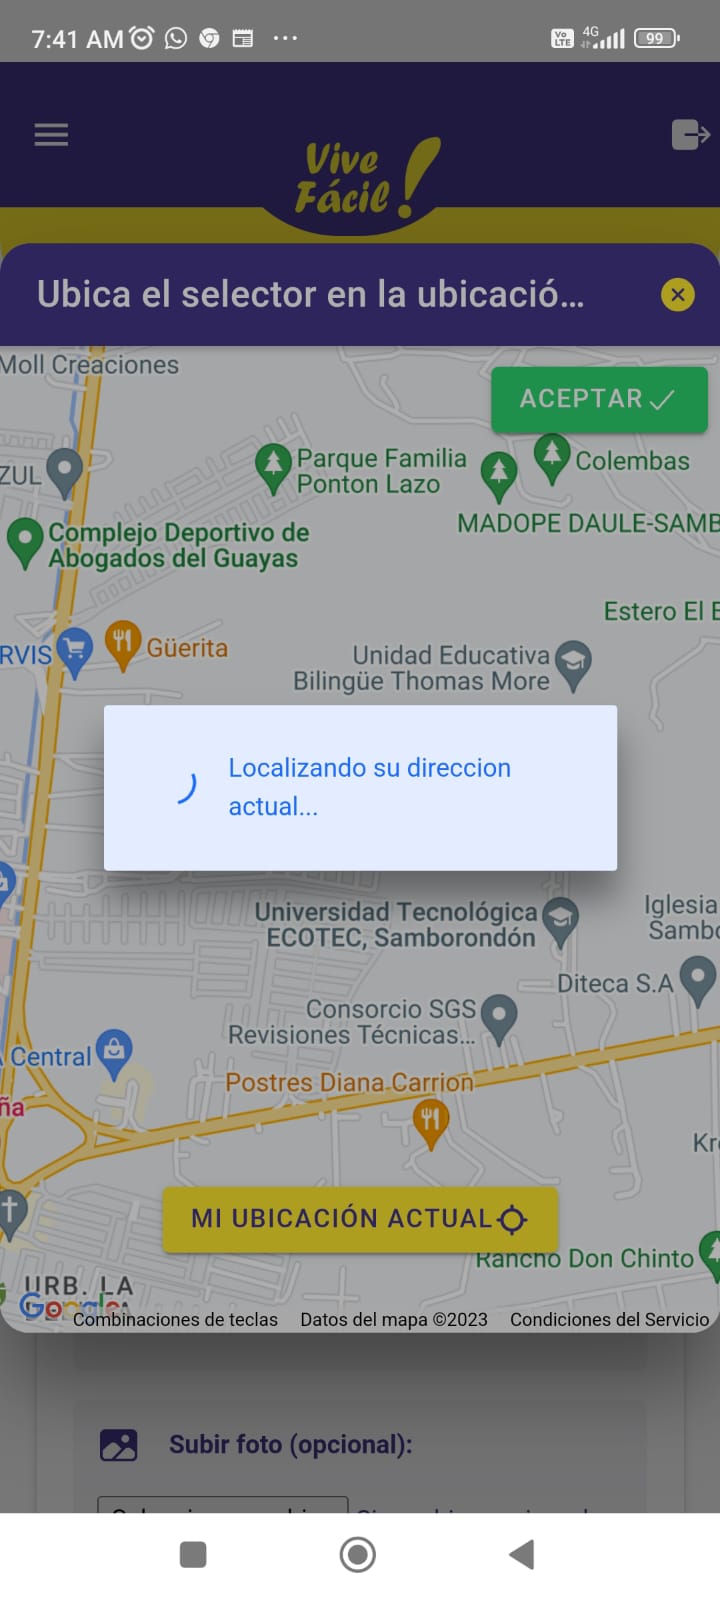 7:41 AM
Vo
LTE
4G
99
Vive
Fácil!
Ubica el selector en la ubicació...
Moll Creaciones
ACEPTAR
ZUL
Parque Familia
Ponton Lazo
Colembas
MADOPE DAULE-SAMB
Complejo Deportivo de
Abogados del Guayas
Estero El
RVIS
Güerita
Unidad Educativa
Bilingüe Thomas More
Localizando su direccion
actual...
Universidad Tecnológica
ECOTEC, Samborondón
Iglesia
Sambo
Diteca S.A
Consorcio SGS
Revisiones Técnicas...
Central
Postres Diana Carrion
ña
Kr
MI UBICACIÓN ACTUAL
Rancho Don Chinto
URB. LA
Google
Combinaciones de teclas
Datos del mapa ©2023
Condiciones del Servicio
Subir foto (opcional):